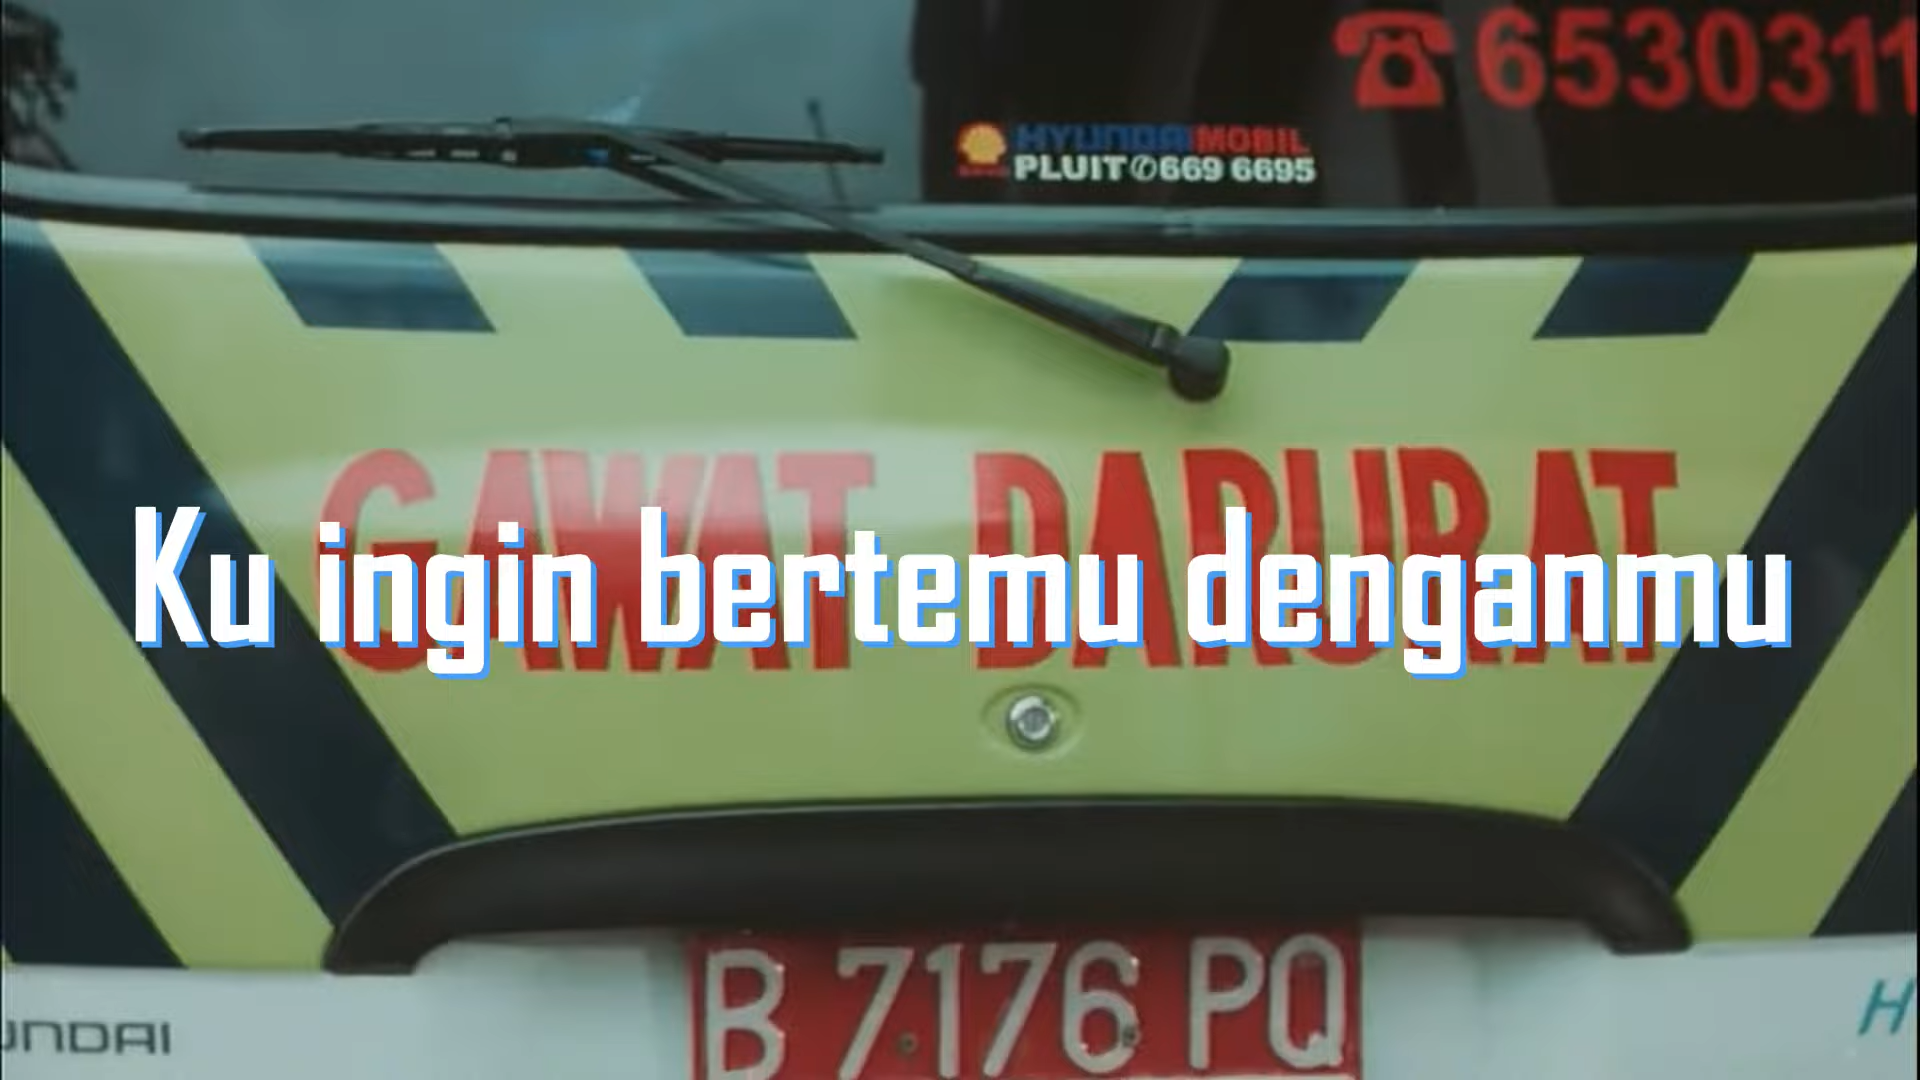 6530311
HYUNDAIMOBIL
PLUIT✆669 6695
GAWAT DARURAT
Ku ingin bertemu denganmu
B 7176 PQ
UNDAI
H